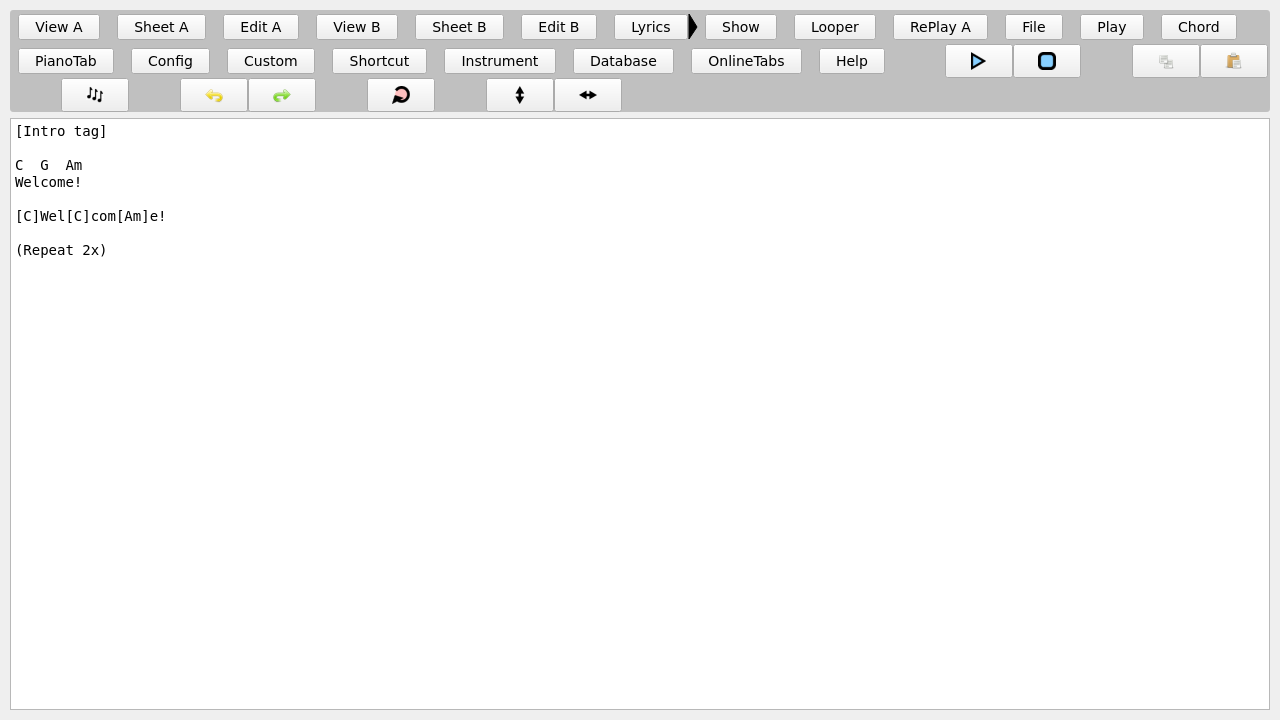 View A Sheet A Edit A View B Sheet B Edit B Lyrics Show Looper RePlay A File Play Chord
PianoTab Config Custom Shortcut Instrument Database OnlineTabs Help
[Intro tag]
C  G  Am
Welcome!
[C]Wel[C]com[Am]e!
(Repeat 2x)